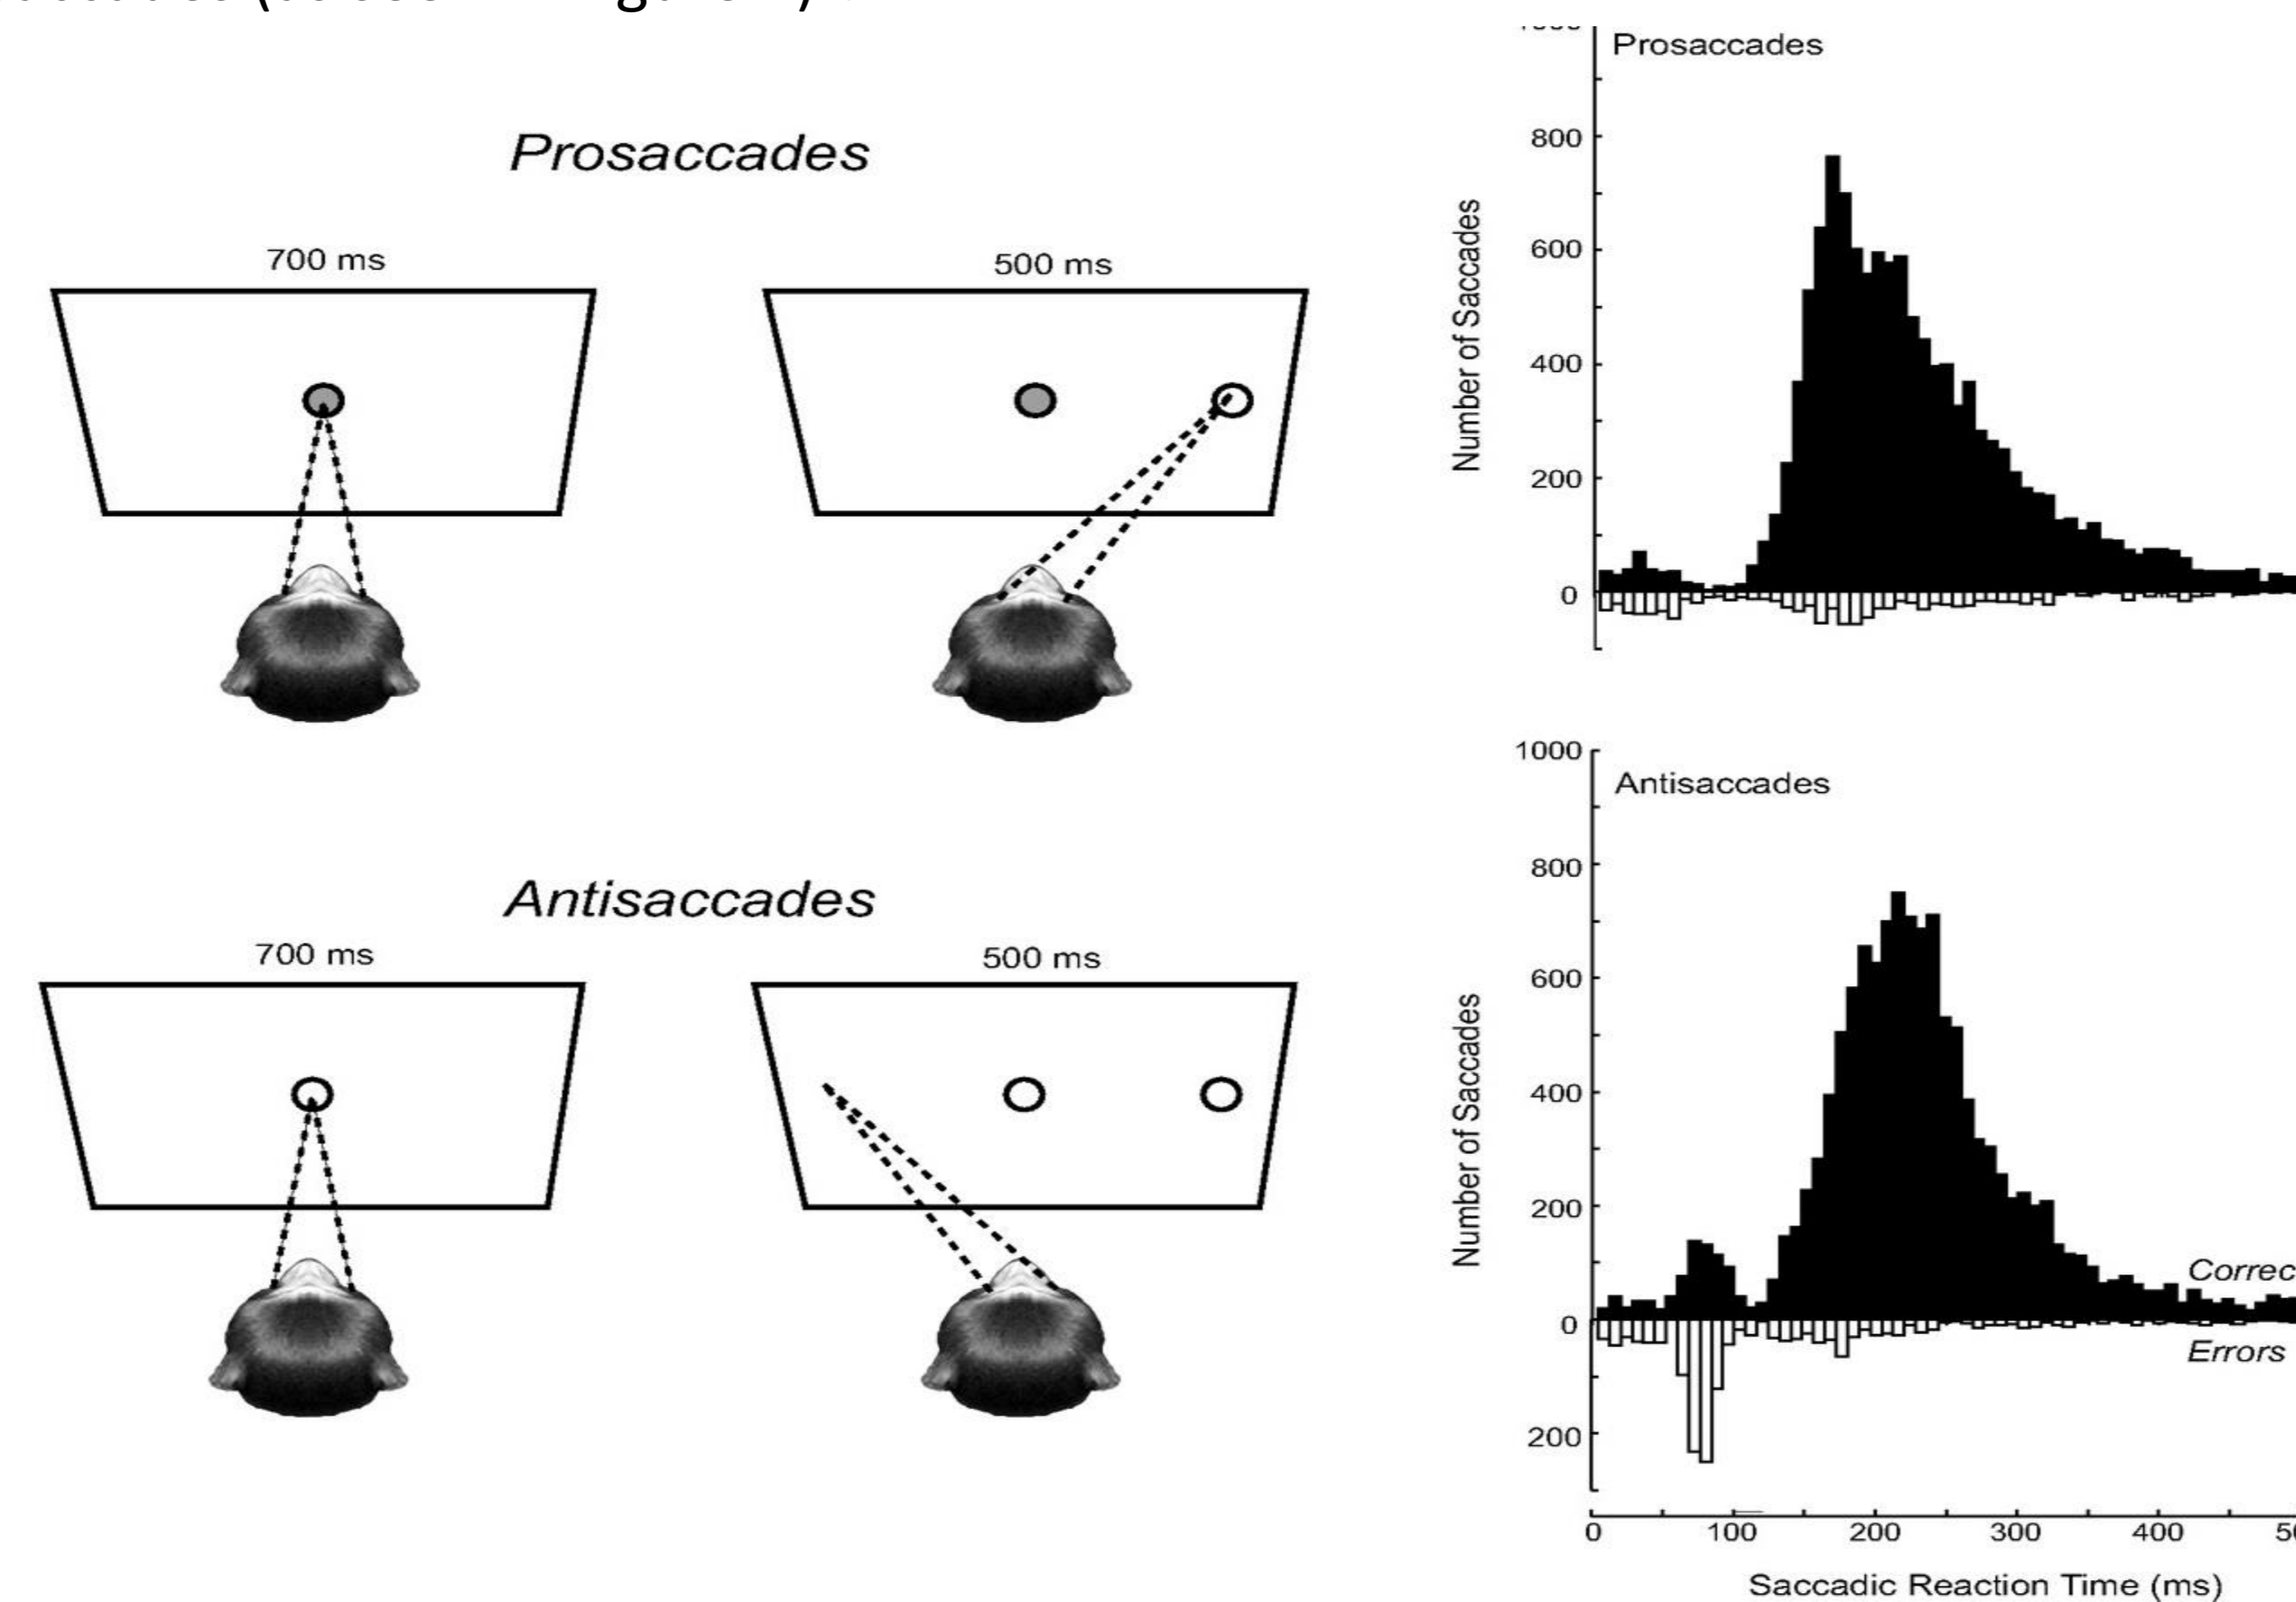 Prosaccades
700 ms
500 ms
Antisaccades
700 ms
500 ms
Prosaccades
Number of Saccades
800
600
400
200
0
1000
Antisaccades
Number of Saccades
800
600
400
200
0
200
Correc
Errors
0 100 200 300 400
Saccadic Reaction Time (ms)